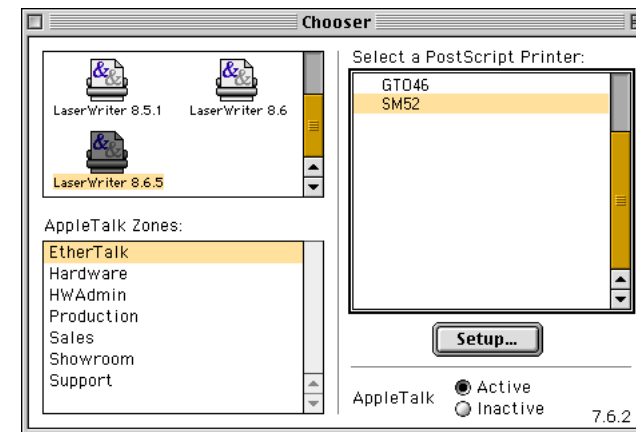 Chooser
LaserWriter 8.5.1
LaserWriter 8.6
LaserWriter 8.6.5
AppleTalk Zones:
EtherTalk
Hardware
HWAdmin
Production
Sales
Showroom
Support
Select a PostScript Printer:
GTO46
SM52
Setup...
AppleTalk
Active
Inactive
7.6.2